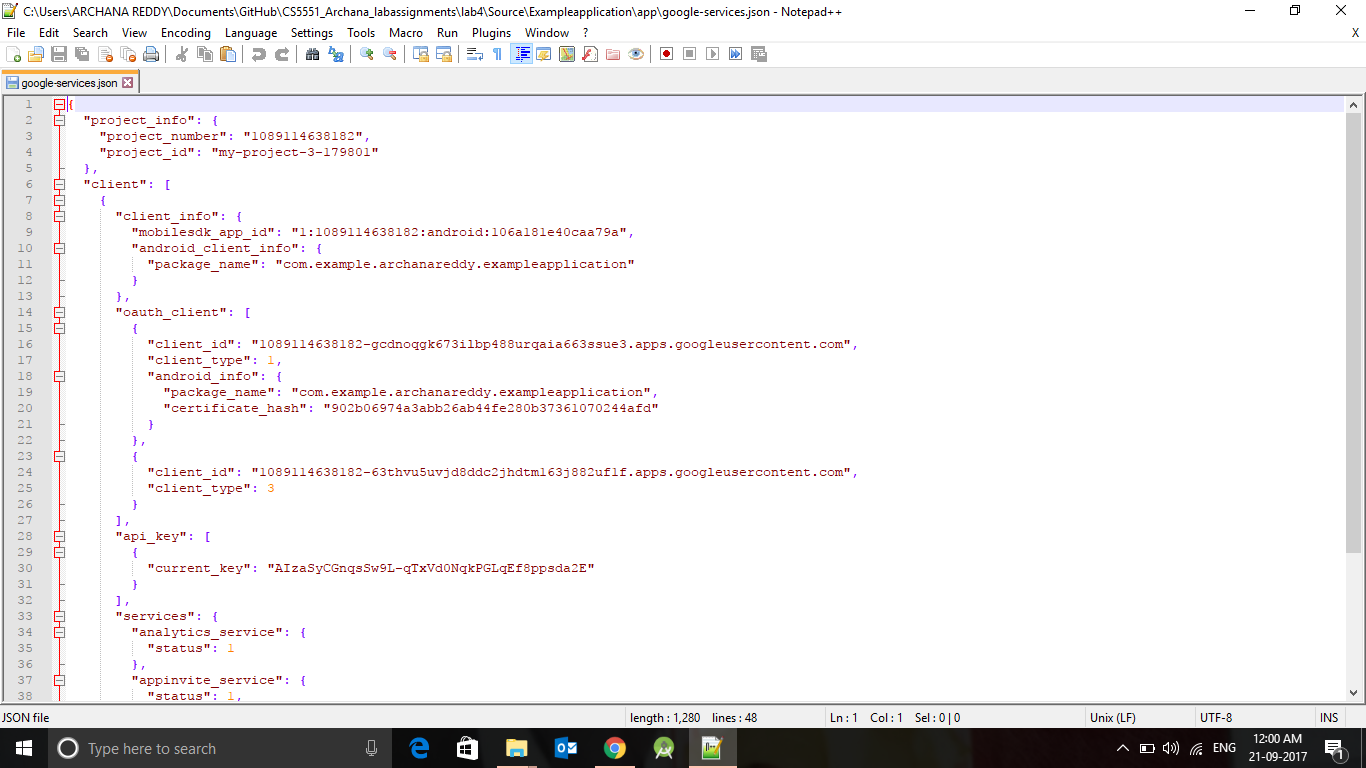 C:\Users\ARCHANA REDDY\Documents\GitHub\CS5551_Archana_labassignments\lab4\Source\Exampleapplication\app\google-services.json - Notepad++
File Edit Search View Encoding Language Settings Tools Macro Run Plugins Window ? X
google-services.json
1 {
2 "project_info": {
3 "project_number": "1089114638182",
4 "project_id": "my-project-3-179801"
5 },
6 "client": [
7 {
8 "client_info": {
9 "mobilesdk_app_id": "1:1089114638182:android:106a181e40caa79a",
10 "android_client_info": {
11 "package_name": "com.example.archanareddy.exampleapplication"
12 }
13 },
14 "oauth_client": [
15 {
16 "client_id": "1089114638182-gcdnoqgk673i1bp488urqaia663ssue3.apps.googleusercontent.com",
17 "client_type": 1,
18 "android_info": {
19 "package_name": "com.example.archanareddy.exampleapplication",
20 "certificate_hash": "902b06974a3abb26ab44fe280b37361070244afd"
21 }
22 },
23 {
24 "client_id": "1089114638182-63thvu5uvjd8ddc2jhdtm163j882uf1f.apps.googleusercontent.com",
25 "client_type": 3
26 }
27 ],
28 "api_key": [
29 {
30 "current_key": "AIzaSyCGnqsSw9L-qTxVd0NqkPGLqEf8ppsda2E"
31 }
32 ],
33 "services": {
34 "analytics_service": {
35 "status": 1
36 },
37 "appinvite_service": {
38 "status": 1,
JSON file length : 1,280 lines : 48 Ln : 1 Col : 1 Sel : 0 | 0 Unix (LF) UTF-8 INS
Type here to search ENG 12:00 AM
21-09-2017 1